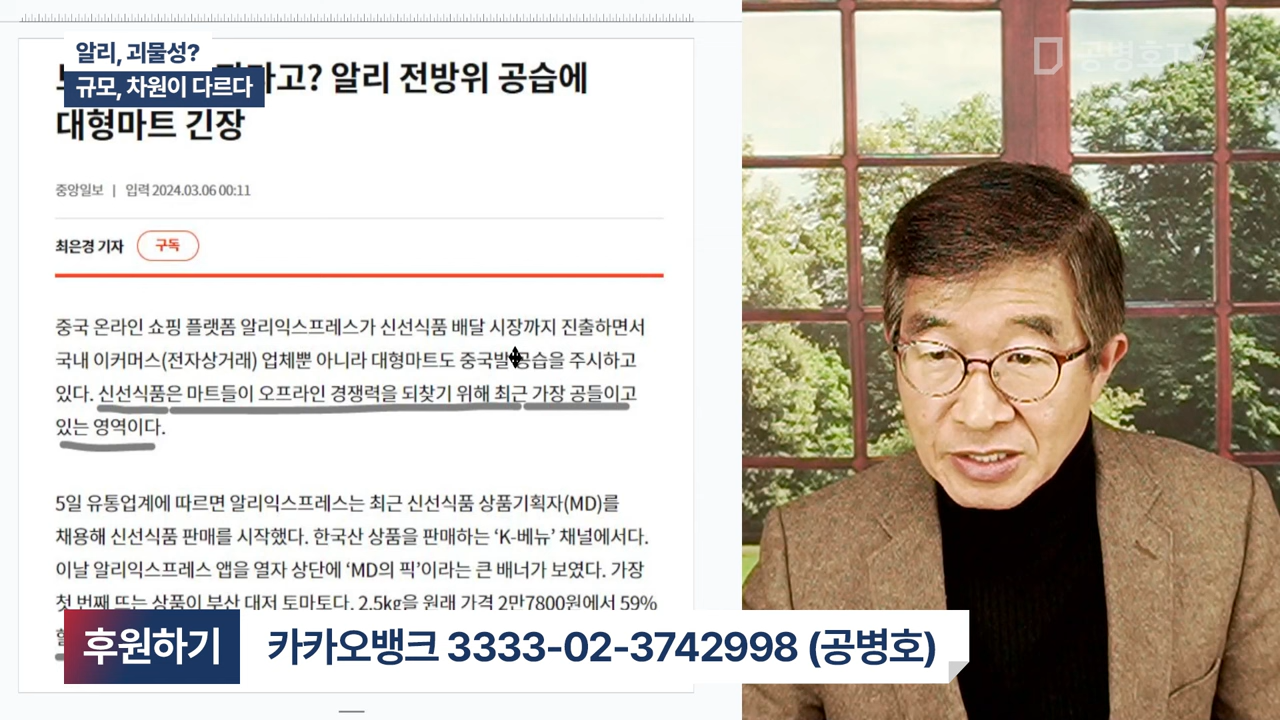 알리, 괴물성?
규모, 차원이 다르다
하고? 알리 전방위 공습에
대형마트 긴장
중앙일보 | 입력 2024.03.06 00:11
최은경 기자 구독
중국 온라인 쇼핑 플랫폼 알리익스프레스가 신선식품 배달 시장까지 진출하면서
국내 이커머스(전자상거래) 업체뿐 아니라 대형마트도 중국발 공습을 주시하고
있다. 신선식품은 마트들이 오프라인 경쟁력을 되찾기 위해 최근 가장 공들이고
있는 영역이다.
5일 유통업계에 따르면 알리익스프레스는 최근 신선식품 상품기획자(MD)를
채용해 신선식품 판매를 시작했다. 한국산 상품을 판매하는 ‘K-베뉴’ 채널에서다.
이날 알리익스프레스 앱을 열자 상단에 ‘MD의 픽’이라는 큰 배너가 보였다. 가장
첫 번째 뜨는 상품이 부산 대저 토마토다. 2.5kg을 원래 가격 2만7800원에서 59%
후원하기 카카오뱅크 3333-02-3742998 (공병호)
공병호TV